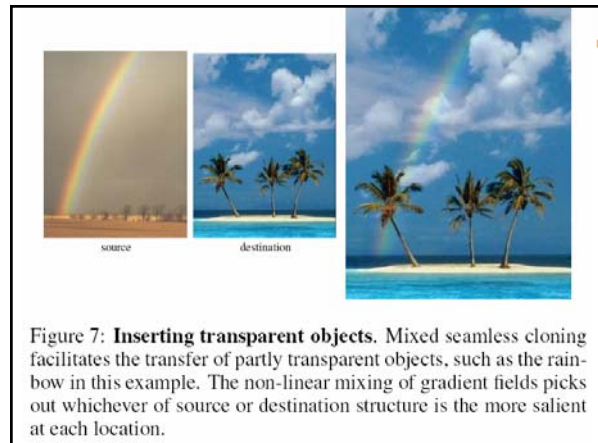 source
destination
Figure 7: Inserting transparent objects. Mixed seamless cloning
facilitates the transfer of partly transparent objects, such as the rain-
bow in this example. The non-linear mixing of gradient fields picks
out whichever of source or destination structure is the more salient
at each location.